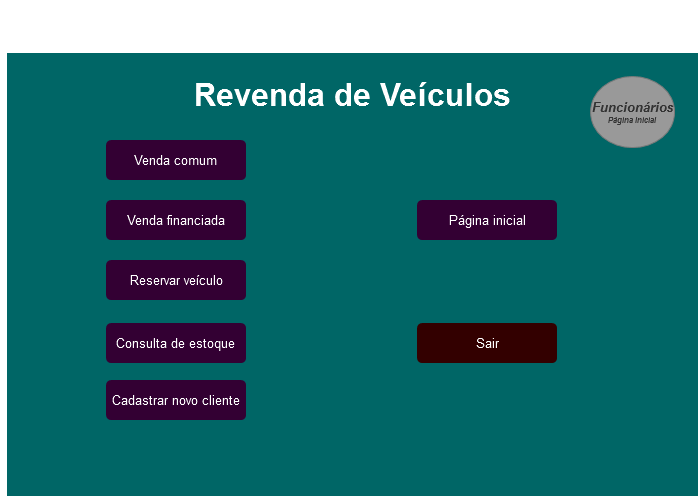 Revenda de Veículos
Funcionários
Página Inicial
Venda comum
Venda financiada
Página inicial
Reservar veículo
Consulta de estoque
Sair
Cadastrar novo cliente